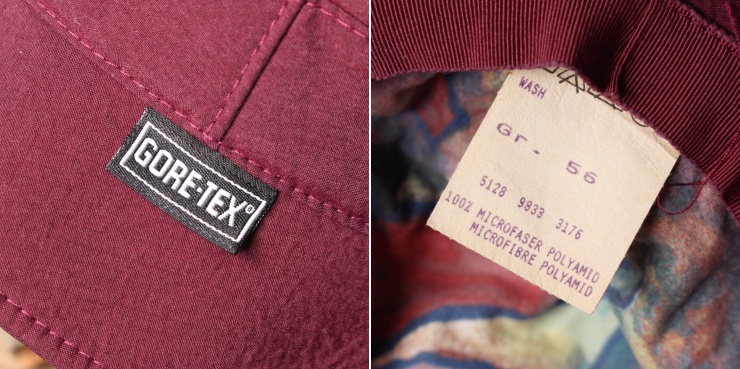 GORE-TEX®
WASH
Gr. 56
5128 9833 3176
100% MICROFASER POLYAMID
MICROFIBRE POLYAMID